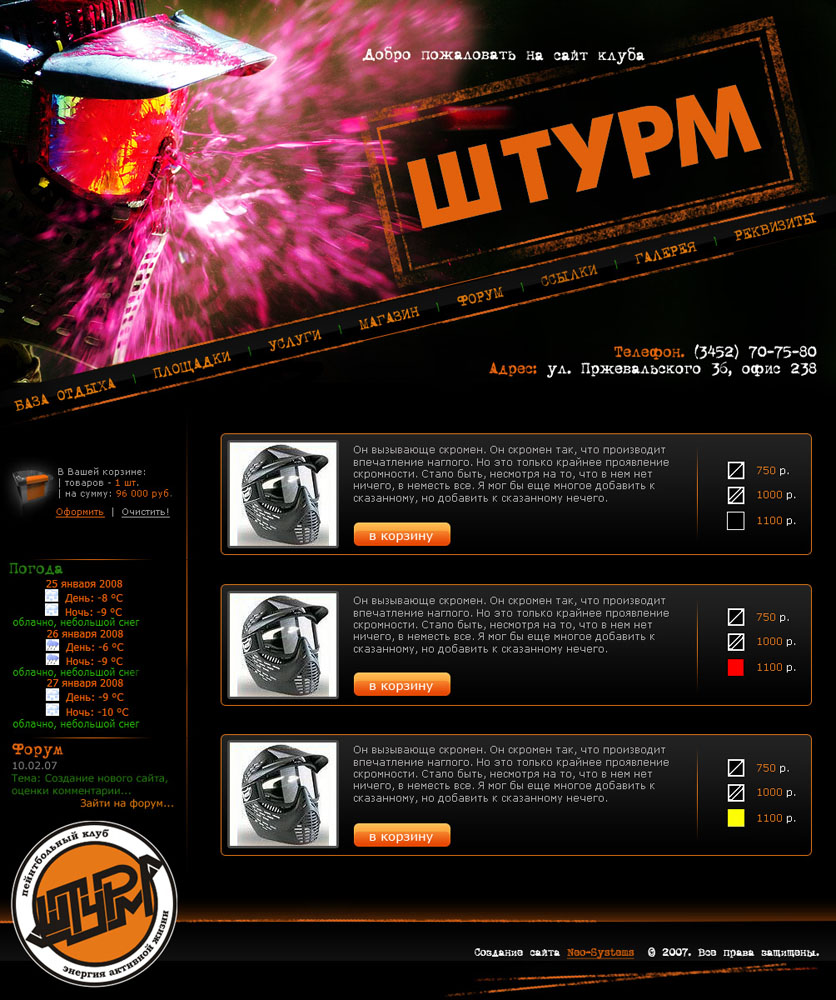 Добро пожаловать на сайт клуба
ШТУРМ
БАЗА ОТДЫХА | ПЛОЩАДКИ | УСЛУГИ | МАГАЗИН | ФОРУМ | ССЫЛКИ | ГАЛЕРЕЯ | РЕКВИЗИТЫ
Телефон. (3452) 70-75-80
Адрес: ул. Пржевальского 36, офис 238
В Вашей корзине:
| товаров - 1 шт.
| на сумму: 96 000 руб.
Оформить | Очистить!
Погода
25 января 2008
День: -8 °C
Ночь: -9 °C
облачно, небольшой снег
26 января 2008
День: -6 °C
Ночь: -9 °C
облачно, небольшой снег
27 января 2008
День: -9 °C
Ночь: -10 °C
облачно, небольшой снег
Форум
10.02.07
Тема: Создание нового сайта,
оценки комментарии...
Зайти на форум...
пейнтбольный клуб
ШТУРМ
энергия активной жизни
Он вызывающе скромен. Он скромен так, что производит
впечатление наглого. Но это только крайнее проявление
скромности. Стало быть, несмотря на то, что в нем нет
ничего, в неместь все. Я мог бы еще многое добавить к
сказанному, но добавить к сказанному нечего.
в корзину
750 р.
1000 р.
1100 р.
Он вызывающе скромен. Он скромен так, что производит
впечатление наглого. Но это только крайнее проявление
скромности. Стало быть, несмотря на то, что в нем нет
ничего, в неместь все. Я мог бы еще многое добавить к
сказанному, но добавить к сказанному нечего.
в корзину
750 р.
1000 р.
1100 р.
Он вызывающе скромен. Он скромен так, что производит
впечатление наглого. Но это только крайнее проявление
скромности. Стало быть, несмотря на то, что в нем нет
ничего, в неместь все. Я мог бы еще многое добавить к
сказанному, но добавить к сказанному нечего.
в корзину
750 р.
1000 р.
1100 р.
Создание сайта Neo-Systems © 2007. Все права защищены.